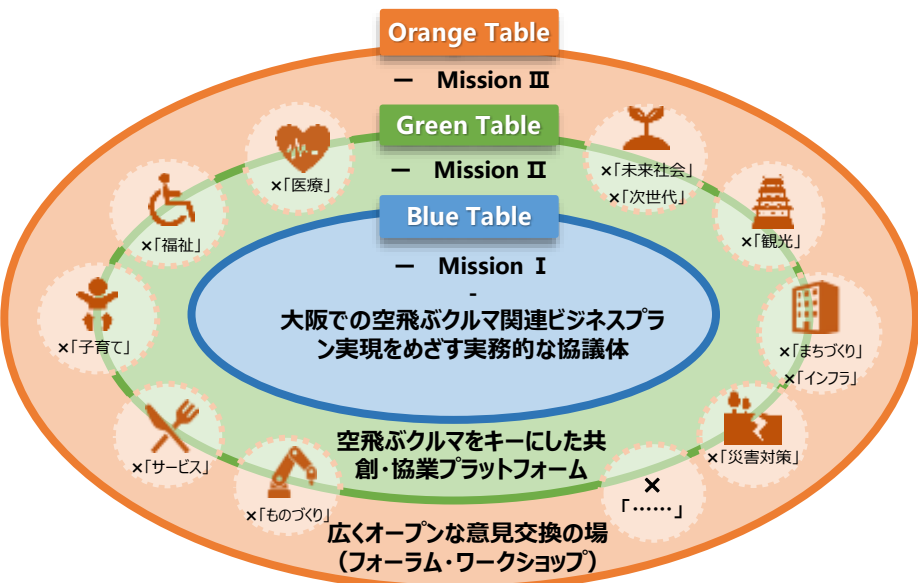 Orange Table
― Mission Ⅲ
Green Table
― Mission Ⅱ
Blue Table
― Mission Ⅰ
-
大阪での空飛ぶクルマ関連ビジネスプラ
ン実現をめざす実務的な協議体
×「医療」
×「未来社会」
×「次世代」
×「福祉」
×「観光」
×「子育て」
×「まちづくり」
×「インフラ」
×「サービス」
×「災害対策」
×「ものづくり」
×
「……」
空飛ぶクルマをキーにした共
創・協業プラットフォーム
広くオープンな意見交換の場
（フォーラム・ワークショップ）